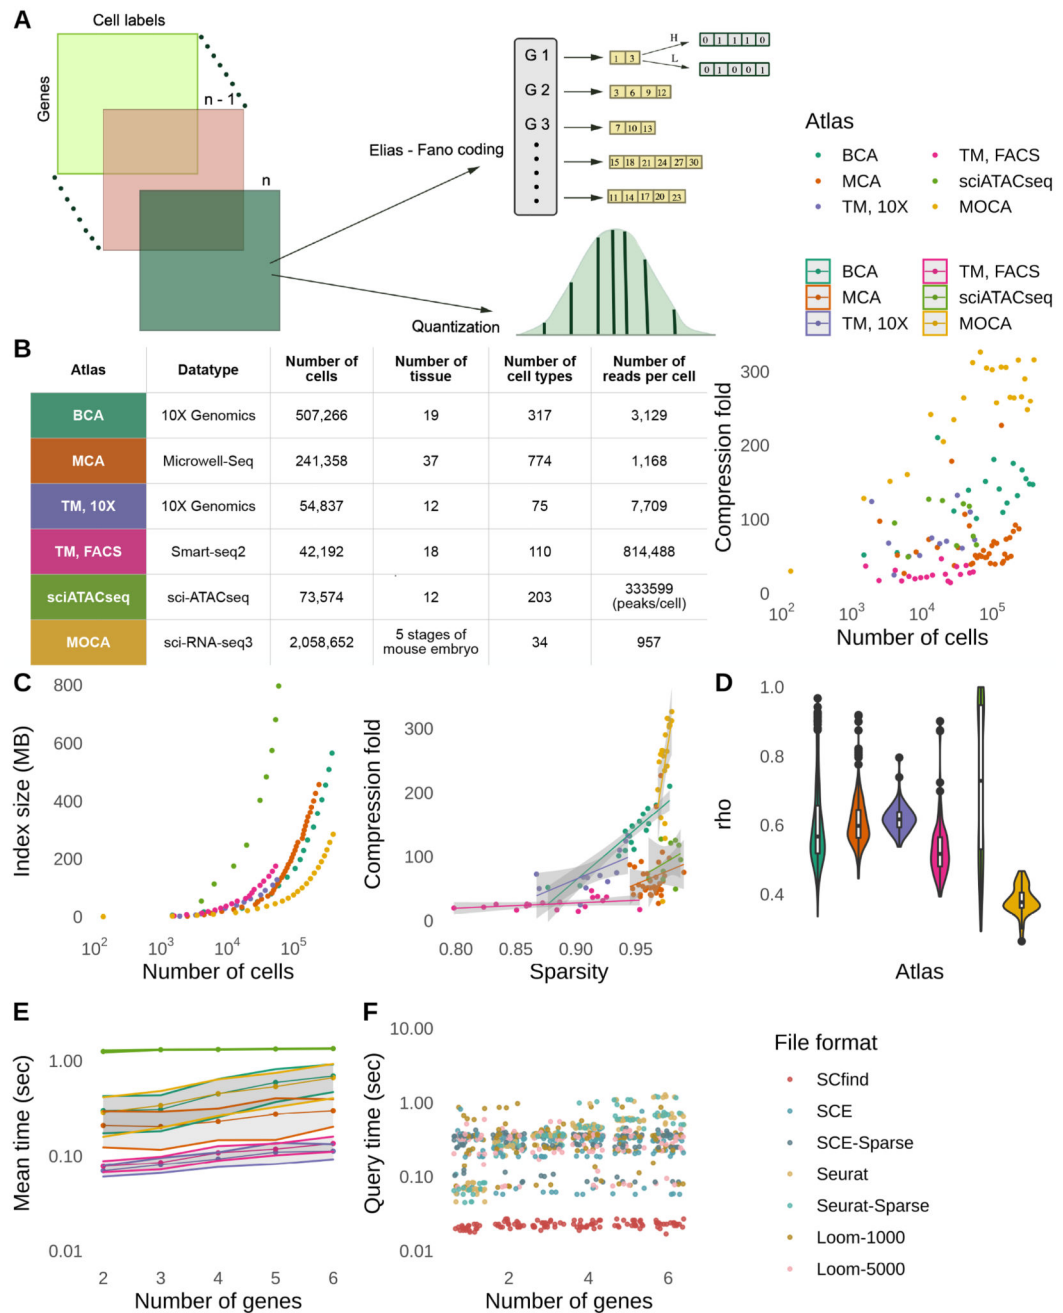 A
Cell labels
Genes
n - 1
n
Elias - Fano coding
Quantization
G 1
G 2
G 3
1 3
H
L
0 1 1 1 0
0 1 0 0 1
3 6 9 12
7 10 13
15 18 21 24 27 30
11 14 17 20 23
Atlas
BCA
MCA
TM, 10X
TM, FACS
sciATACseq
MOCA
BCA
MCA
TM, 10X
TM, FACS
sciATACseq
MOCA
B
Atlas Datatype Number of cells Number of tissue Number of cell types Number of reads per cell
BCA 10X Genomics 507,266 19 317 3,129
MCA Microwell-Seq 241,358 37 774 1,168
TM, 10X 10X Genomics 54,837 12 75 7,709
TM, FACS Smart-seq2 42,192 18 110 814,488
sciATACseq sci-ATACseq 73,574 12 203 333599 (peaks/cell)
MOCA sci-RNA-seq3 2,058,652 5 stages of mouse embryo 34 957
Compression fold
300
200
100
0
10² 10³ 10⁴ 10⁵
Number of cells
C
Index size (MB)
800
600
400
200
0
10² 10³ 10⁴ 10⁵
Number of cells
Compression fold
300
200
100
0
0.80 0.85 0.90 0.95
Sparsity
D
rho
1.0
0.8
0.6
0.4
Atlas
E
Mean time (sec)
1.00
0.10
0.01
2 3 4 5 6
Number of genes
F
Query time (sec)
10.00
1.00
0.10
0.01
2 4 6
Number of genes
File format
SCfind
SCE
SCE-Sparse
Seurat
Seurat-Sparse
Loom-1000
Loom-5000